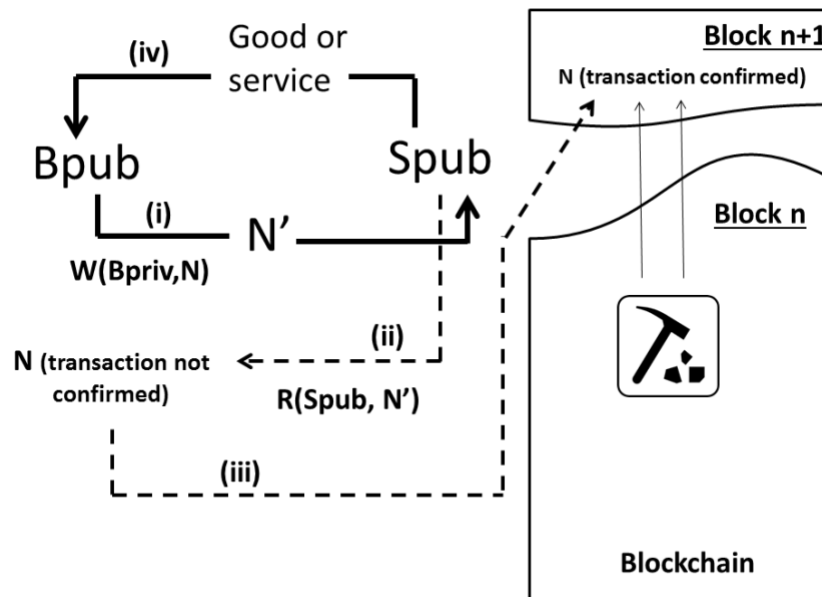 (iv)
Good or
service
Bpub
Spub
(i)
N’
W(Bpriv,N)
(ii)
N (transaction not
confirmed)
R(Spub, N’)
(iii)
Block n+1
N (transaction confirmed)
Block n
Blockchain